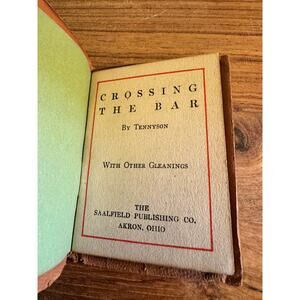 CROSSING
THE BAR
BY TENNYSON
WITH OTHER GLEANINGS
THE
SAALFIELD PUBLISHING CO.
AKRON, OHIO